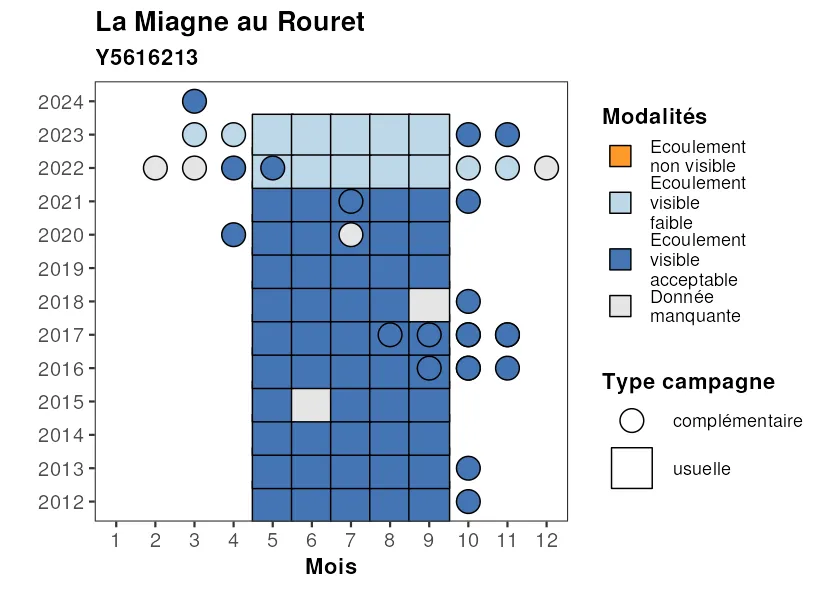 La Miagne au Rouret
Y5616213
2024
2023
2022
2021
2020
2019
2018
2017
2016
2015
2014
2013
2012
1 2 3 4 5 6 7 8 9 10 11 12
Mois
Modalités
Ecoulement
non visible
Ecoulement
visible
faible
Ecoulement
visible
acceptable
Donnée
manquante
Type campagne
complémentaire
usuelle